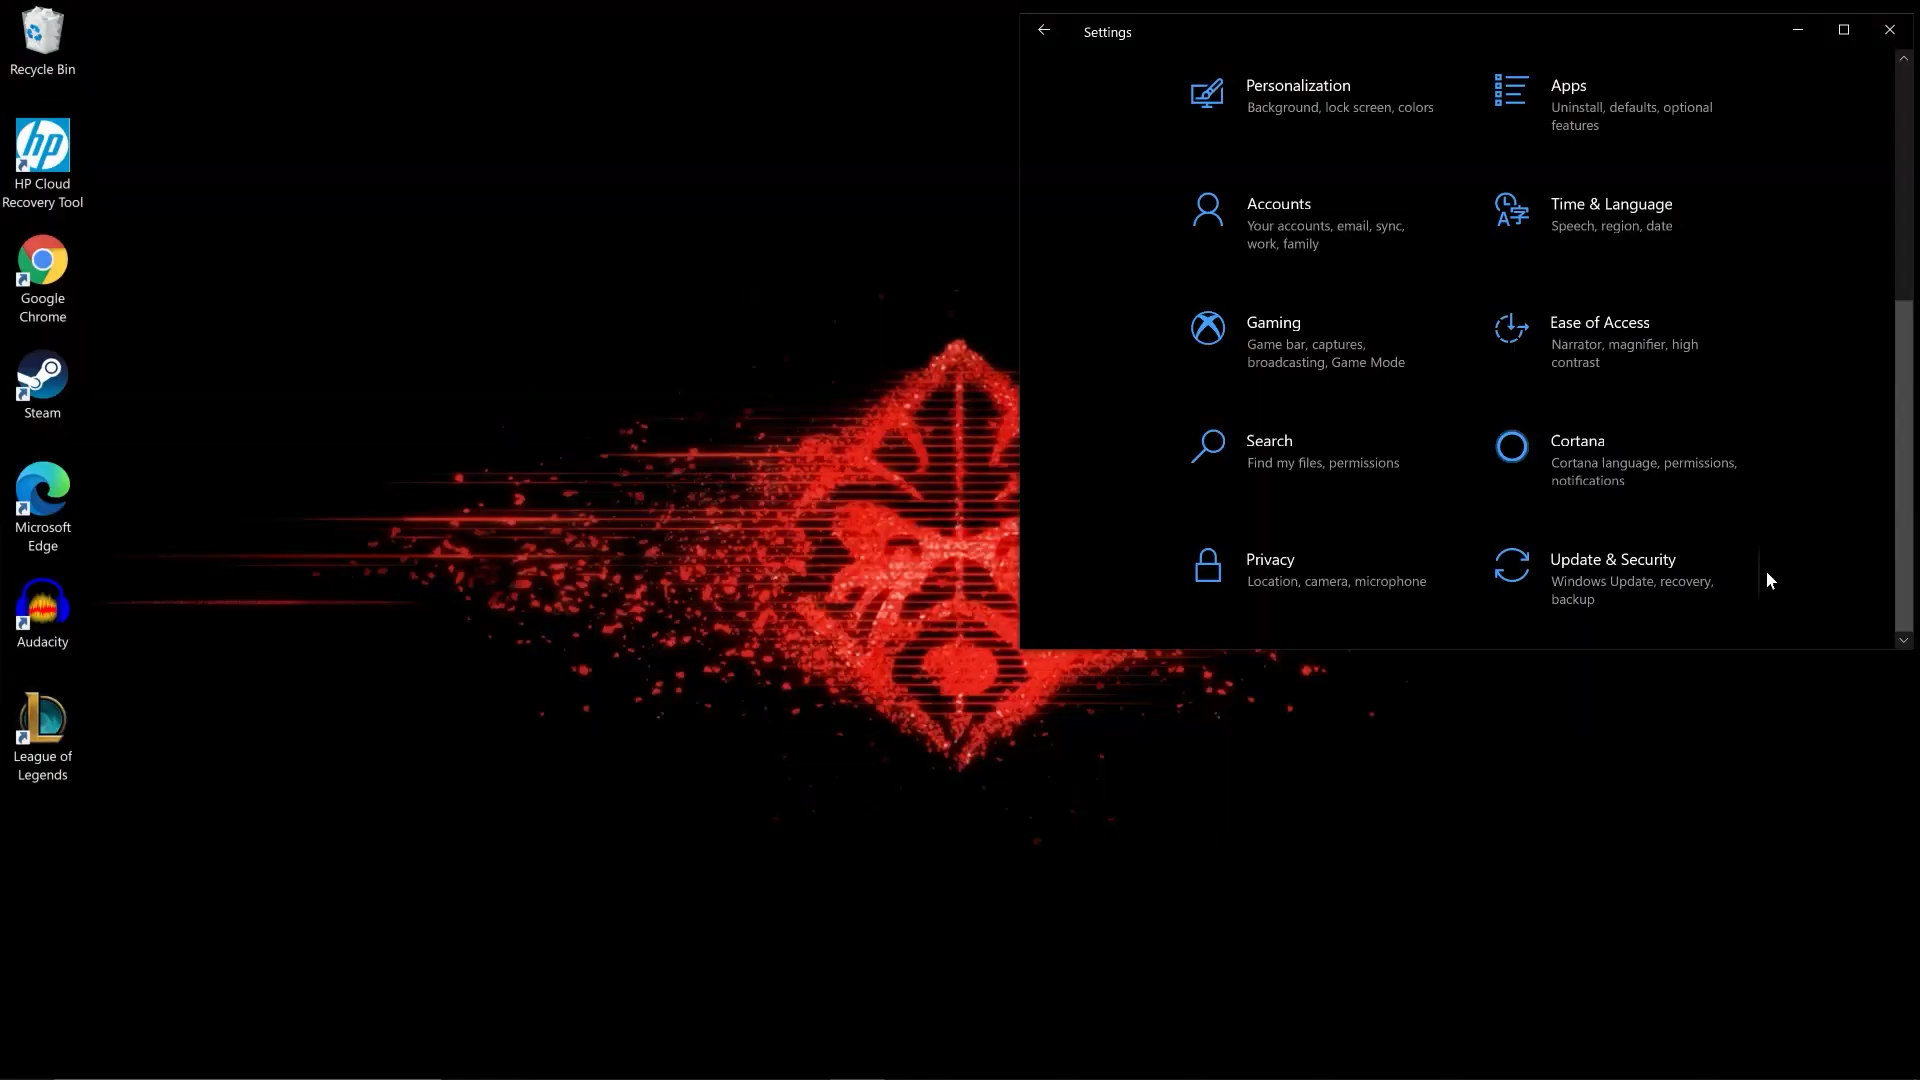 Recycle Bin
hp
HP Cloud
Recovery Tool
Google
Chrome
Steam
Microsoft
Edge
Audacity
League of
Legends
Settings
Personalization
Background, lock screen, colors
Apps
Uninstall, defaults, optional
features
Accounts
Your accounts, email, sync,
work, family
Time & Language
Speech, region, date
Gaming
Game bar, captures,
broadcasting, Game Mode
Ease of Access
Narrator, magnifier, high
contrast
Search
Find my files, permissions
Cortana
Cortana language, permissions,
notifications
Privacy
Location, camera, microphone
Update & Security
Windows Update, recovery,
backup